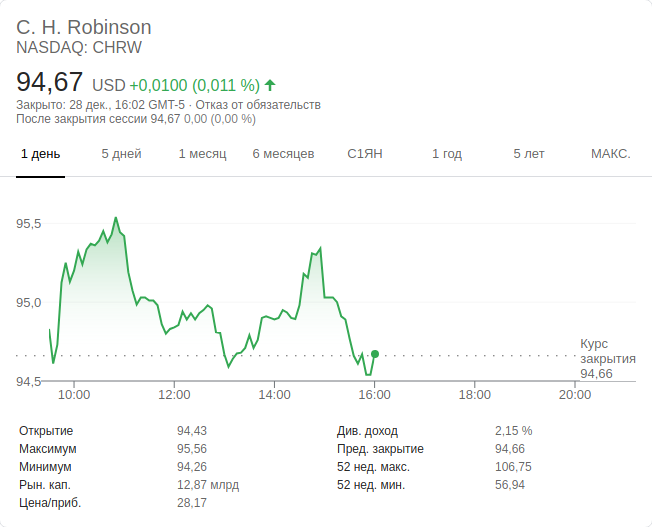 C. H. Robinson
NASDAQ: CHRW
94,67 USD +0,0100 (0,011 %)
Закрыто: 28 дек., 16:02 GMT-5 · Отказ от обязательств
После закрытия сессии 94,67 0,00 (0,00 %)
1 день 5 дней 1 месяц 6 месяцев С1ЯН 1 год 5 лет МАКС.
95,5
95,0
Курс
закрытия
94,66
94,5
10:00 12:00 14:00 16:00 18:00 20:00
Открытие 94,43 Див. доход 2,15 %
Максимум 95,56 Пред. закрытие 94,66
Минимум 94,26 52 нед. макс. 106,75
Рын. кап. 12,87 млрд 52 нед. мин. 56,94
Цена/приб. 28,17